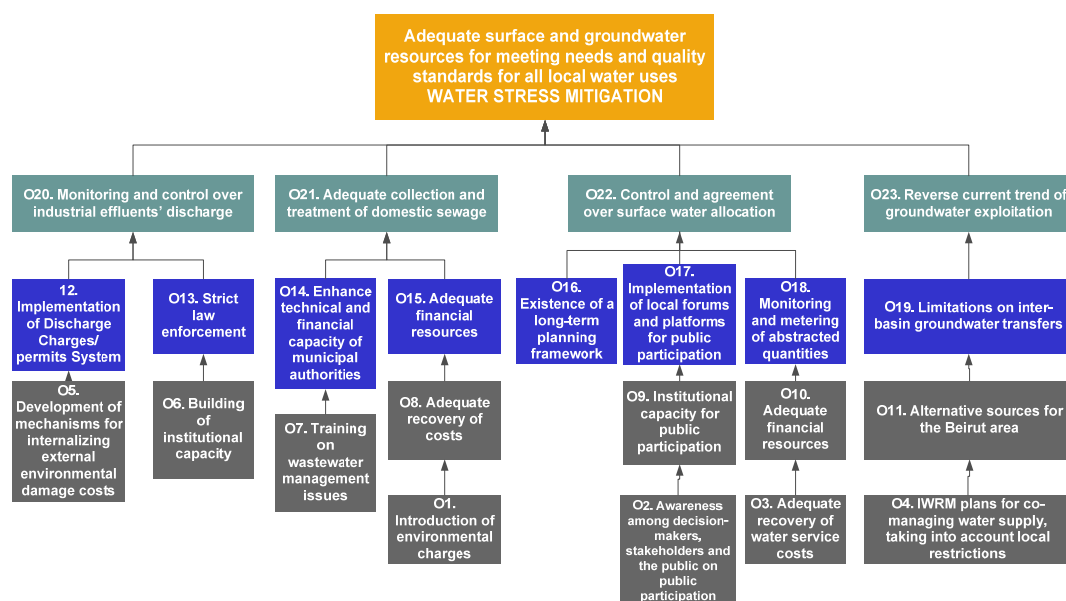 Adequate surface and groundwater
resources for meeting needs and quality
standards for all local water uses
WATER STRESS MITIGATION
O20. Monitoring and control over
industrial effluents' discharge
O21. Adequate collection and
treatment of domestic sewage
O22. Control and agreement
over surface water allocation
O23. Reverse current trend of
groundwater exploitation
12.
Implementation
of Discharge
Charges/
permits System
O13. Strict
law
enforcement
O14. Enhance
technical and
financial
capacity of
municipal
authorities
O15. Adequate
financial
resources
O16.
Existence of a
long-term
planning
framework
O17.
Implementation
of local forums
and platforms
for public
participation
O18.
Monitoring
and metering
of abstracted
quantities
O19. Limitations on inter-
basin groundwater transfers
O5.
Development of
mechanisms for
internalizing
external
environmental
damage costs
O6. Building
of
institutional
capacity
O7. Training
on
wastewater
management
issues
O8. Adequate
recovery of
costs
O9. Institutional
capacity for
public
participation
O10.
Adequate
financial
resources
O11. Alternative sources for
the Beirut area
O1.
Introduction of
environmental
charges
O2. Awareness
among decision-
makers,
stakeholders and
the public on
public
participation
O3. Adequate
recovery of
water service
costs
O4. IWRM plans for co-
managing water supply,
taking into account local
restrictions